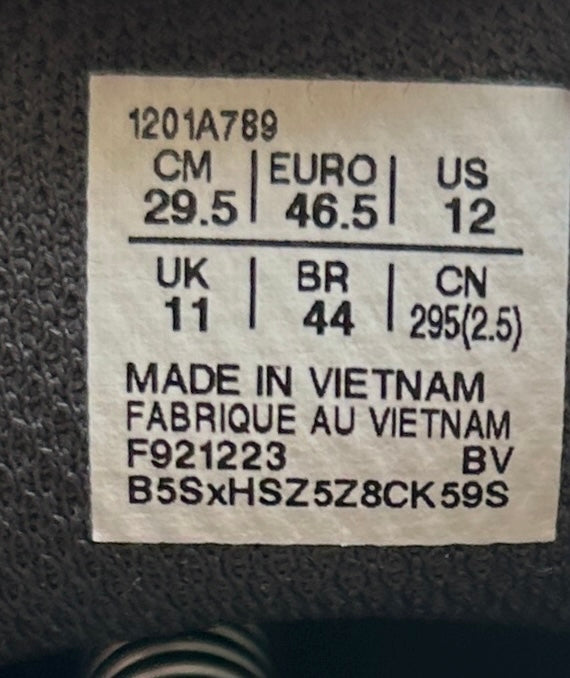 1201A789
CM | EURO | US
29.5 | 46.5 | 12
UK | BR | CN
11 | 44 | 295(2.5)
MADE IN VIETNAM
FABRIQUE AU VIETNAM
F921223 BV
B5SxHSZ5Z8CK59S